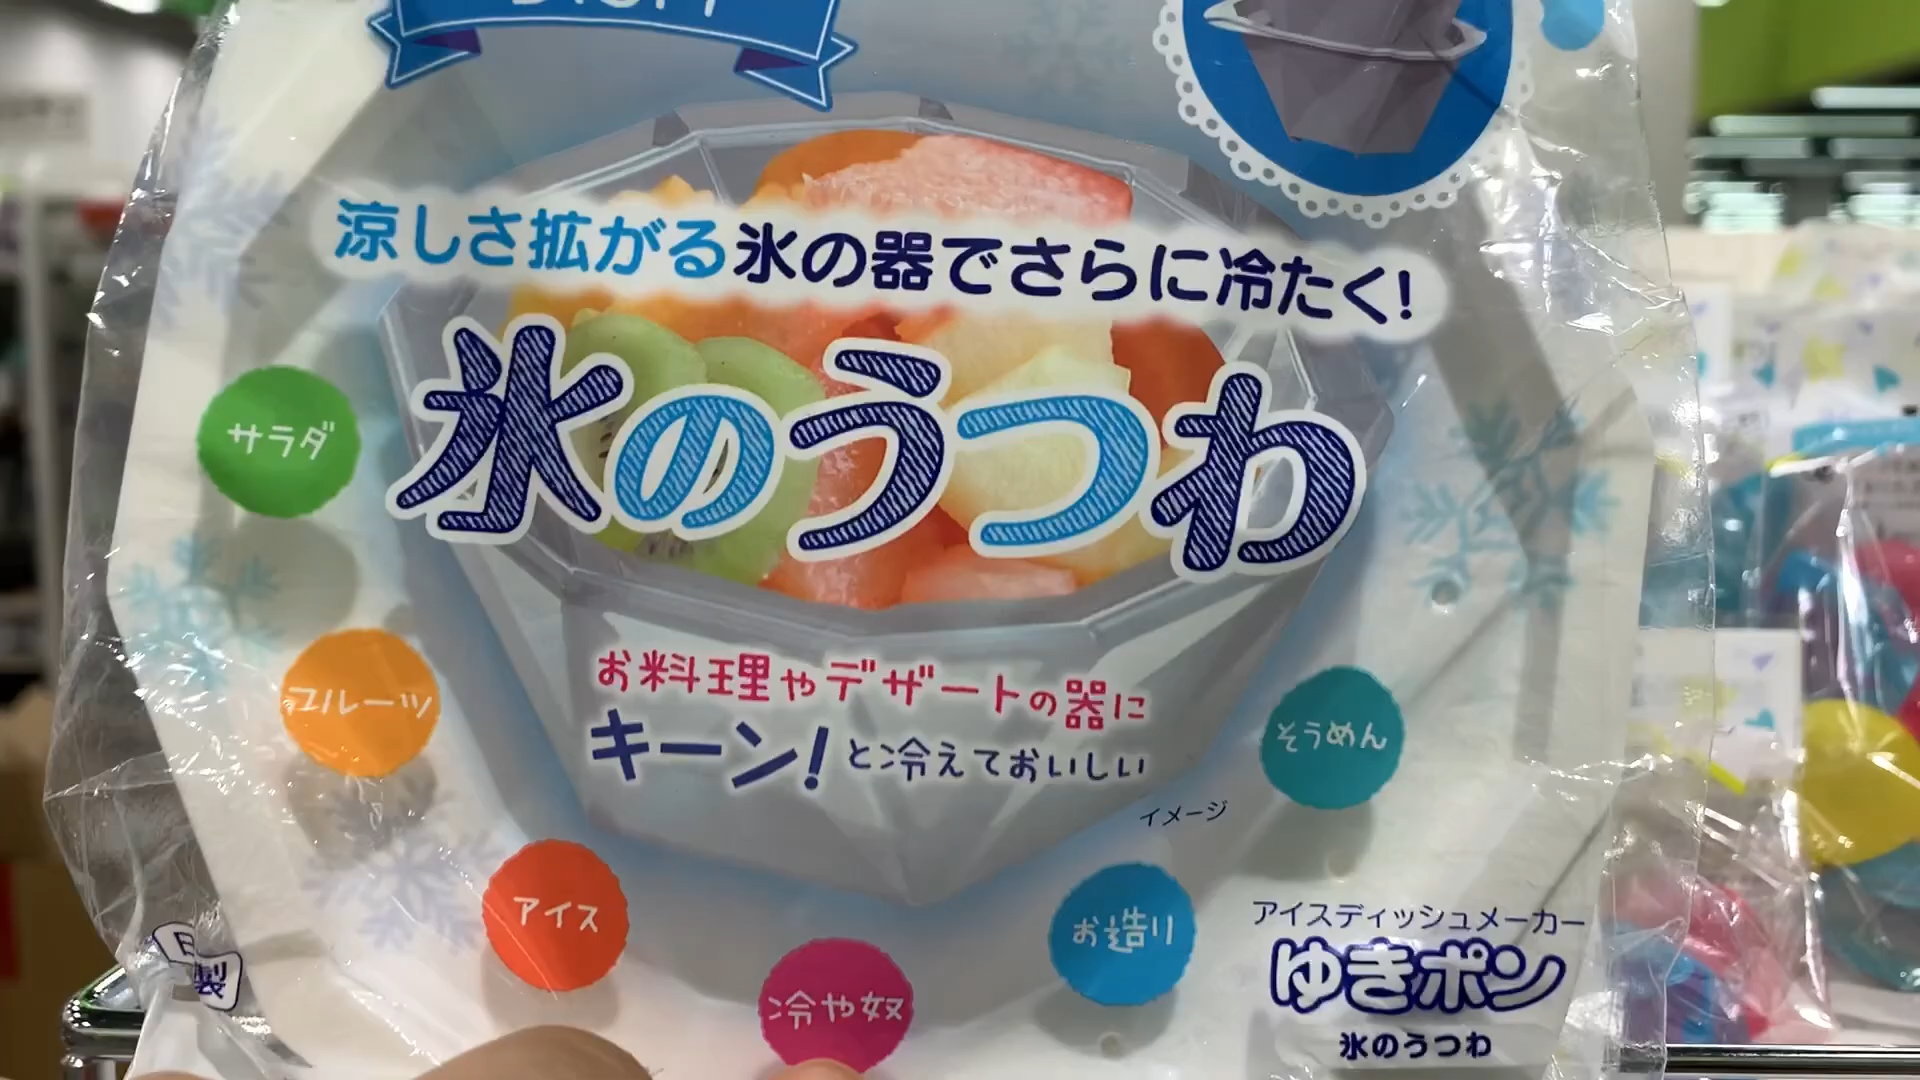 涼しさ拡がる氷の器でさらに冷たく!
氷のうつわ
サラダ
お料理やデザートの器に
キーン!と冷えておいしい
フルーツ
そうめん
イメージ
アイス
お造り
冷や奴
アイスディッシュメーカー
ゆきポン
氷のうつわ
製